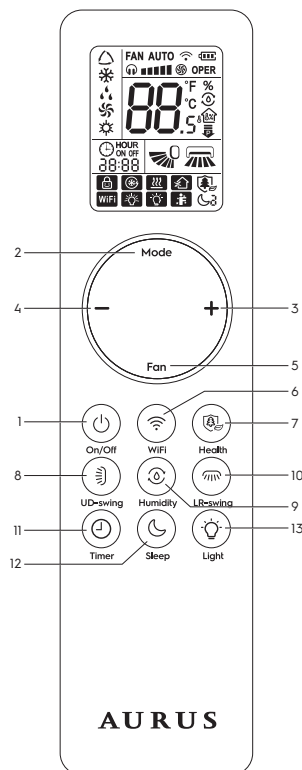 FAN AUTO
OPER
88.5 °F % °C
HOUR
ON OFF
88:88
WiFi
2
Mode
4
−
+
3
Fan
5
6
1
7
On/Off WiFi Health
8
10
UD-swing Humidity LR-swing
9
11
13
Timer Sleep Light
12
AURUS